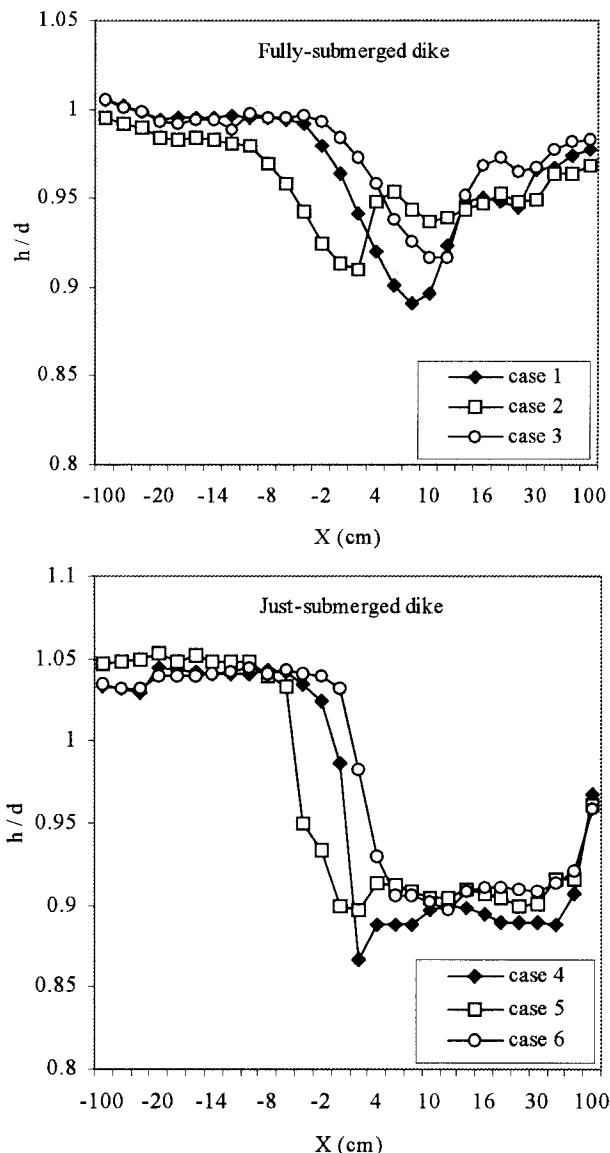 1.05
Fully-submerged dike
1
0.95
h / d
0.9
case 1
case 2
0.85
case 3
0.8
-100 -20 -14 -8 -2 4 10 16 30 100
X (cm)
1.1
Just-submerged dike
1.05
1
h / d
0.95
0.9
case 4
case 5
0.85
case 6
0.8
-100 -20 -14 -8 -2 4 10 16 30 100
X (cm)